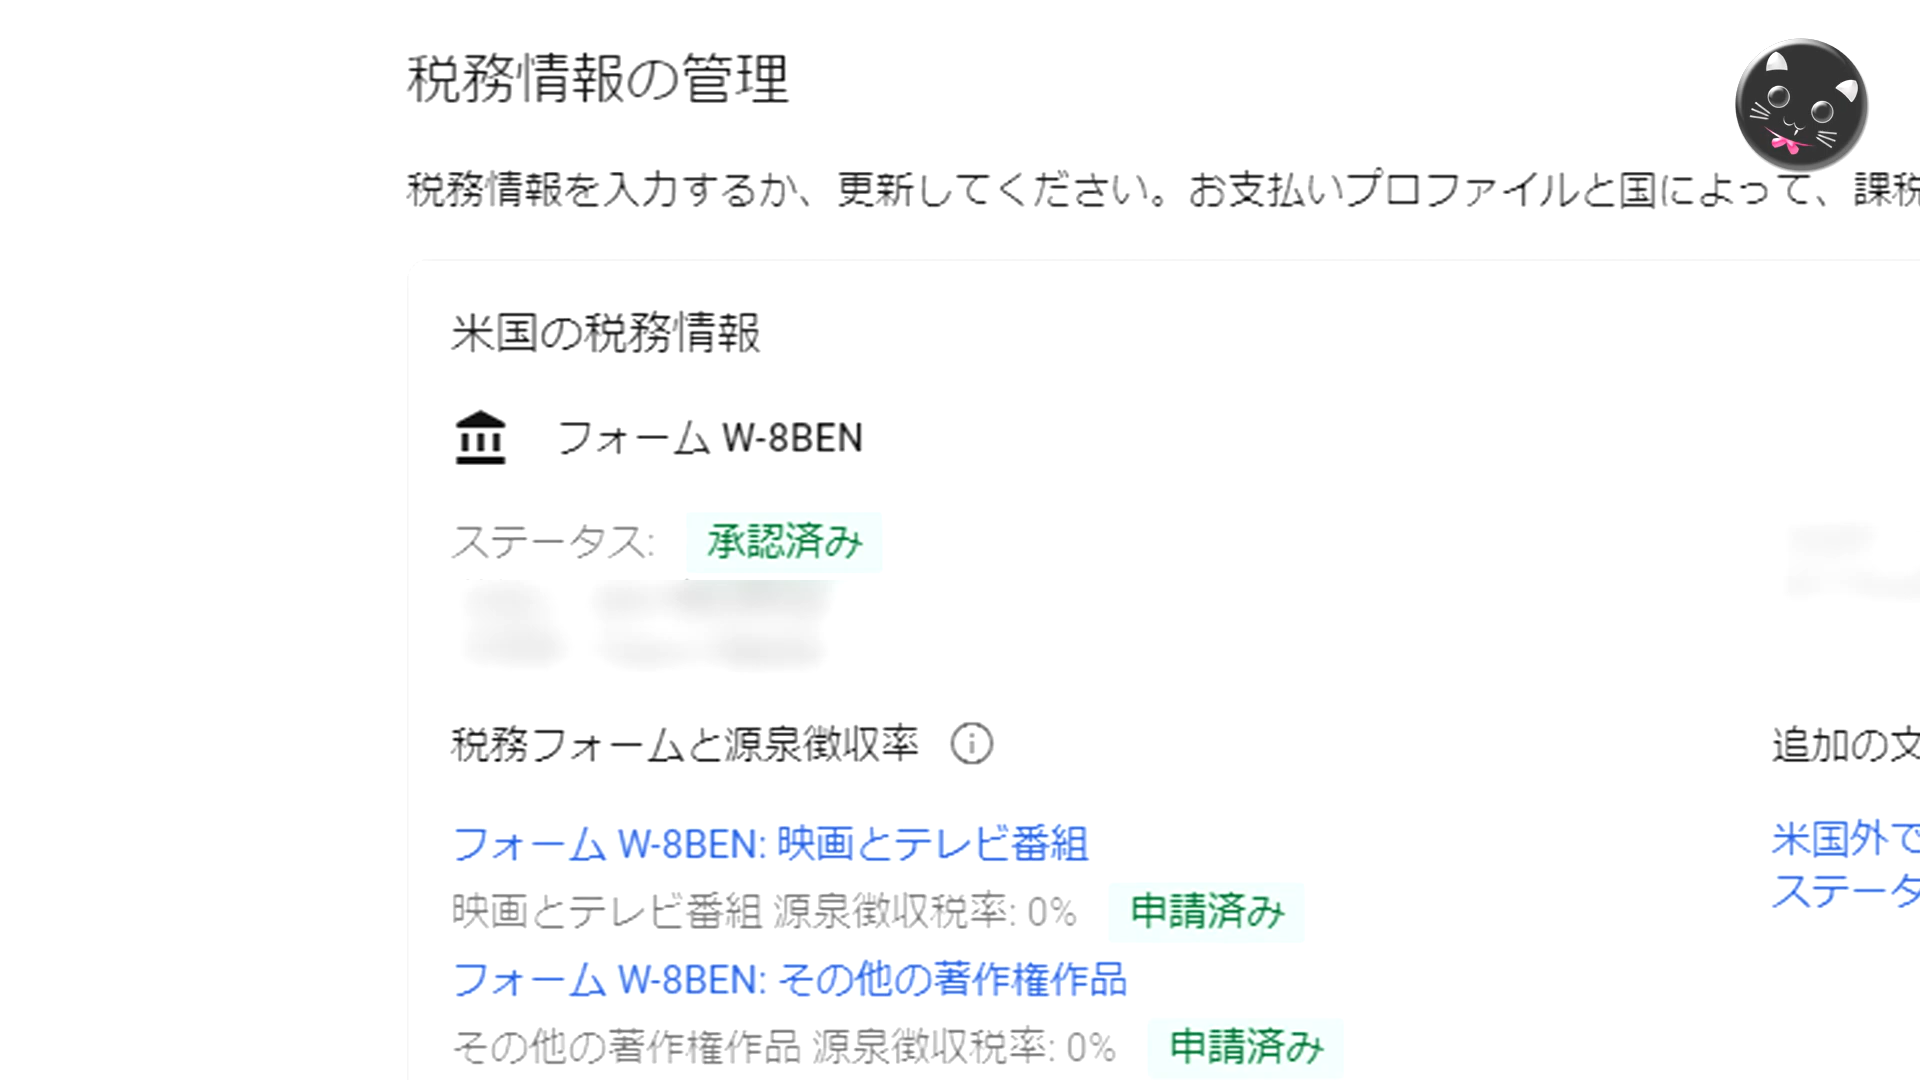 税務情報の管理
税務情報を入力するか、更新してください。お支払いプロファイルと国によって、課税
米国の税務情報
フォーム W-8BEN
ステータス: 承認済み
税務フォームと源泉徴収率
追加の文
フォーム W-8BEN: 映画とテレビ番組
米国外で
映画とテレビ番組 源泉徴収税率: 0% 申請済み
ステータ
フォーム W-8BEN: その他の著作権作品
その他の著作権作品 源泉徴収税率: 0% 申請済み